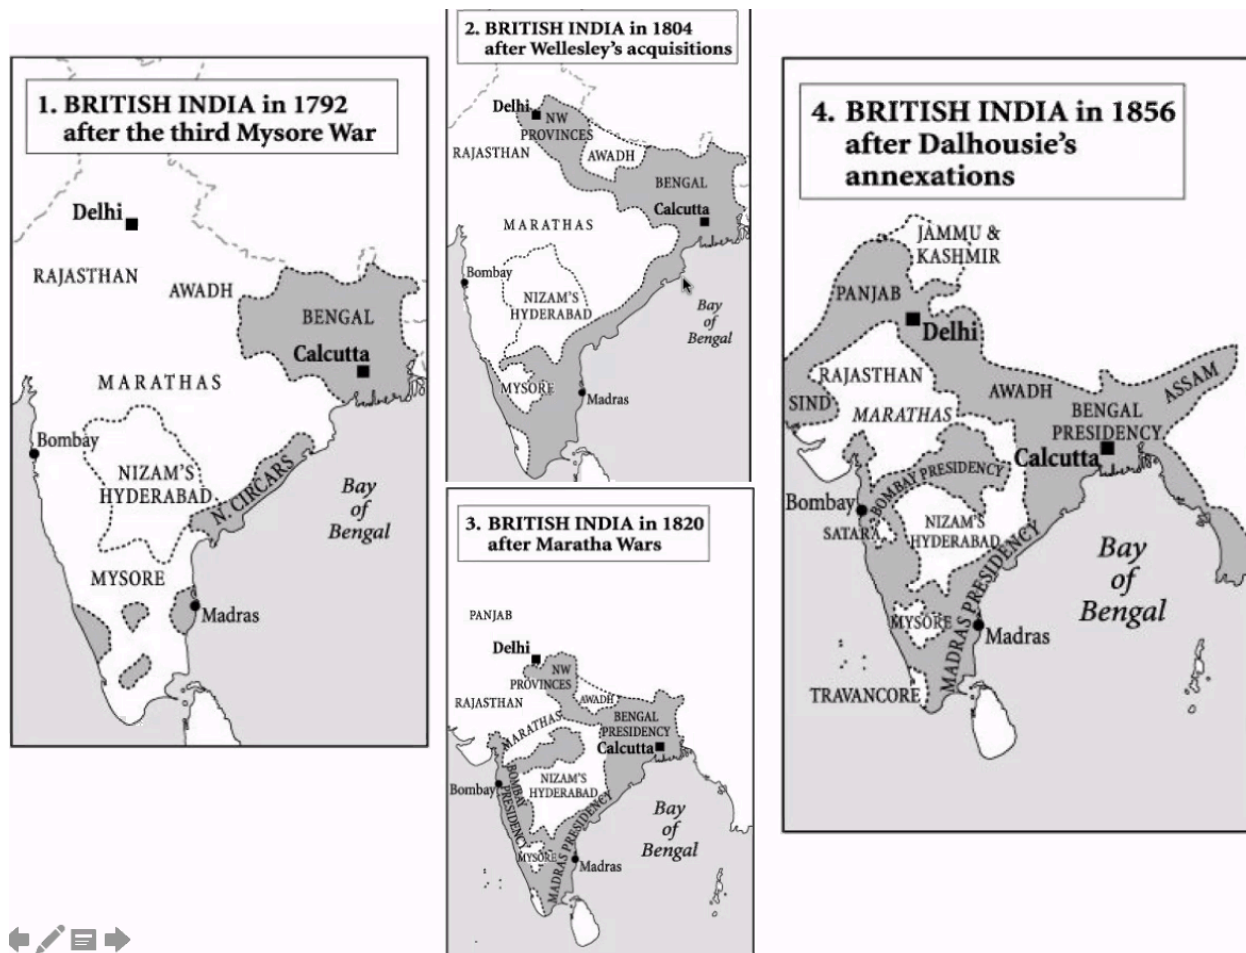 1. BRITISH INDIA in 1792
after the third Mysore War
Delhi
RAJASTHAN
AWADH
BENGAL
Calcutta
MARATHAS
Bombay
NIZAM'S
HYDERABAD
N. CIRCARS
Bay
of
Bengal
MYSORE
Madras
2. BRITISH INDIA in 1804
after Wellesley's acquisitions
Delhi
NW
PROVINCES
RAJASTHAN
AWADH
BENGAL
Calcutta
MARATHAS
Bombay
NIZAM'S
HYDERABAD
Bay
of
Bengal
MYSORE
Madras
3. BRITISH INDIA in 1820
after Maratha Wars
PANJAB
Delhi
NW
PROVINCES
RAJASTHAN
AWADH
MARATHAS
BENGAL
PRESIDENCY
Calcutta
Bombay
BOMBAY
PRESIDENCY
NIZAM'S
HYDERABAD
MADRAS PRESIDENCY
Bay
of
Bengal
MYSORE
Madras
4. BRITISH INDIA in 1856
after Dalhousie's
annexations
JAMMU &
KASHMIR
PANJAB
Delhi
RAJASTHAN
SIND
MARATHAS
AWADH
BENGAL
PRESIDENCY
ASSAM
Calcutta
BOMBAY PRESIDENCY
Bombay
SATARA
NIZAM'S
HYDERABAD
MADRAS PRESIDENCY
Bay
of
Bengal
MYSORE
Madras
TRAVANCORE